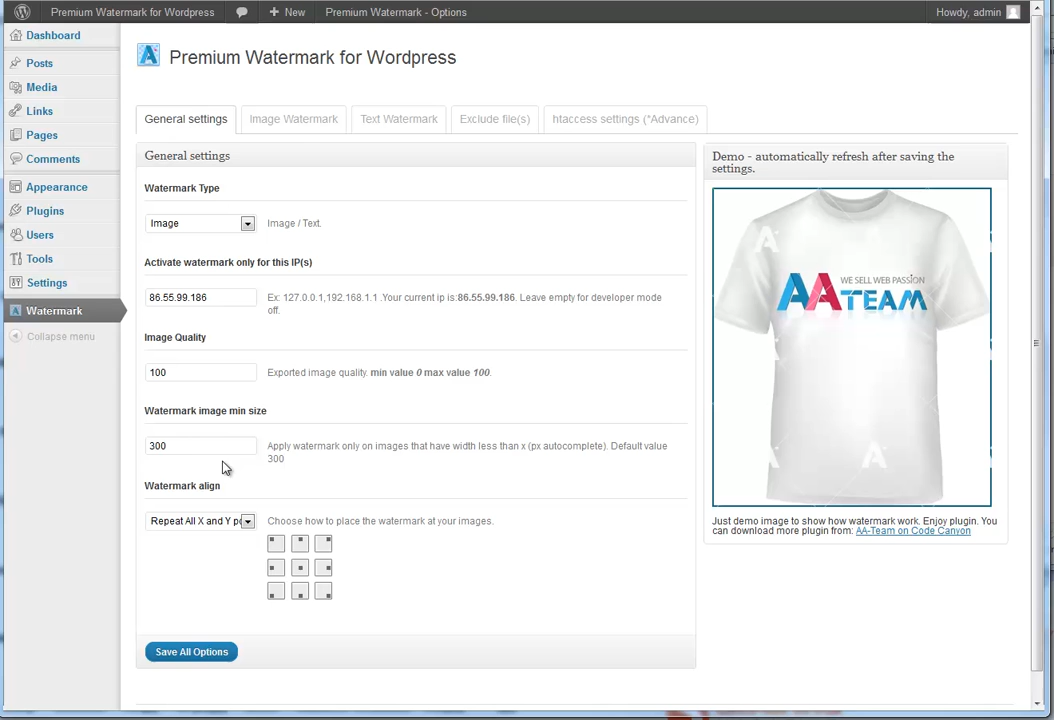 Premium Watermark for Wordpress
New
Premium Watermark - Options
Howdy, admin
Dashboard
Posts
Media
Links
Pages
Comments
Appearance
Plugins
Users
Tools
Settings
Watermark
Collapse menu
Premium Watermark for Wordpress
General settings
Image Watermark
Text Watermark
Exclude file(s)
htaccess settings (*Advance)
General settings
Watermark Type
Image
Image / Text.
Activate watermark only for this IP(s)
86.55.99.186
Ex: 127.0.0.1,192.168.1.1 .Your current ip is:86.55.99.186. Leave empty for developer mode
off.
Image Quality
100
Exported image quality. min value 0 max value 100.
Watermark image min size
300
Apply watermark only on images that have width less than x (px autocomplete). Default value
300
Watermark align
Repeat All X and Y po
Choose how to place the watermark at your images.
Save All Options
Demo - automatically refresh after saving the
settings.
WE SELL WEB PASSION
AA TEAM
Just demo image to show how watermark work. Enjoy plugin. You
can download more plugin from: AA-Team on Code Canyon